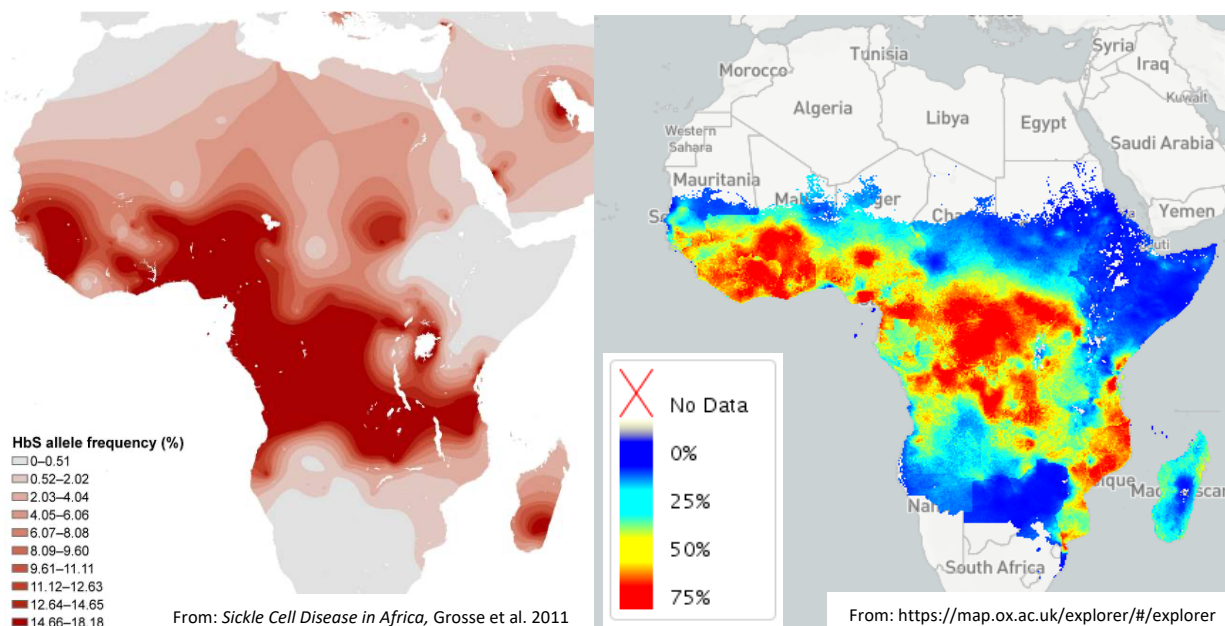 HbS allele frequency (%)
0–0.51
0.52–2.02
2.03–4.04
4.05–6.06
6.07–8.08
8.09–9.60
9.61–11.11
11.12–12.63
12.64–14.65
14.66–18.18
From: Sickle Cell Disease in Africa, Grosse et al. 2011
Tunisia
Syria
Morocco
Iraq
Kuwait
Algeria
Libya
Egypt
Western
Sahara
Saudi Arabia
Mauritania
Yemen
South Africa
No Data
0%
25%
50%
75%
From: https://map.ox.ac.uk/explorer/#/explorer